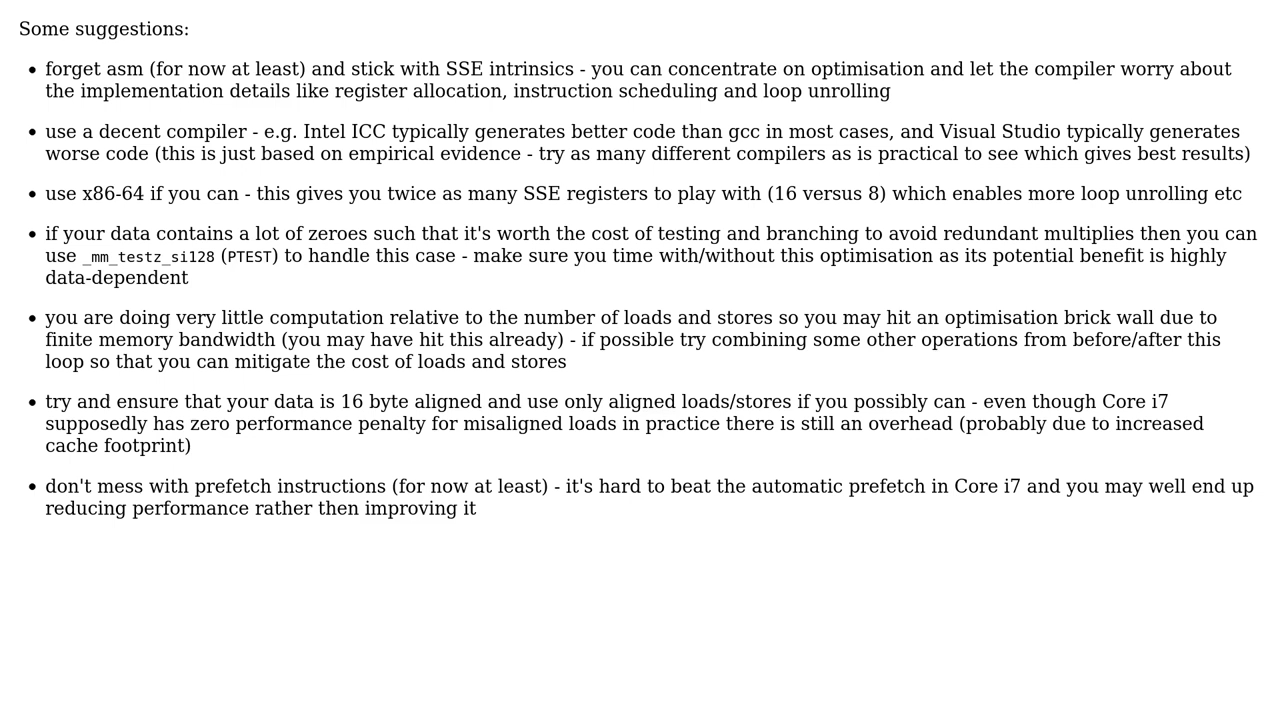 Some suggestions:
• forget asm (for now at least) and stick with SSE intrinsics - you can concentrate on optimisation and let the compiler worry about
the implementation details like register allocation, instruction scheduling and loop unrolling
• use a decent compiler - e.g. Intel ICC typically generates better code than gcc in most cases, and Visual Studio typically generates
worse code (this is just based on empirical evidence - try as many different compilers as is practical to see which gives best results)
• use x86-64 if you can - this gives you twice as many SSE registers to play with (16 versus 8) which enables more loop unrolling etc
• if your data contains a lot of zeroes such that it's worth the cost of testing and branching to avoid redundant multiplies then you can
use _mm_testz_si128 (PTEST) to handle this case - make sure you time with/without this optimisation as its potential benefit is highly
data-dependent
• you are doing very little computation relative to the number of loads and stores so you may hit an optimisation brick wall due to
finite memory bandwidth (you may have hit this already) - if possible try combining some other operations from before/after this
loop so that you can mitigate the cost of loads and stores
• try and ensure that your data is 16 byte aligned and use only aligned loads/stores if you possibly can - even though Core i7
supposedly has zero performance penalty for misaligned loads in practice there is still an overhead (probably due to increased
cache footprint)
• don't mess with prefetch instructions (for now at least) - it's hard to beat the automatic prefetch in Core i7 and you may well end up
reducing performance rather then improving it